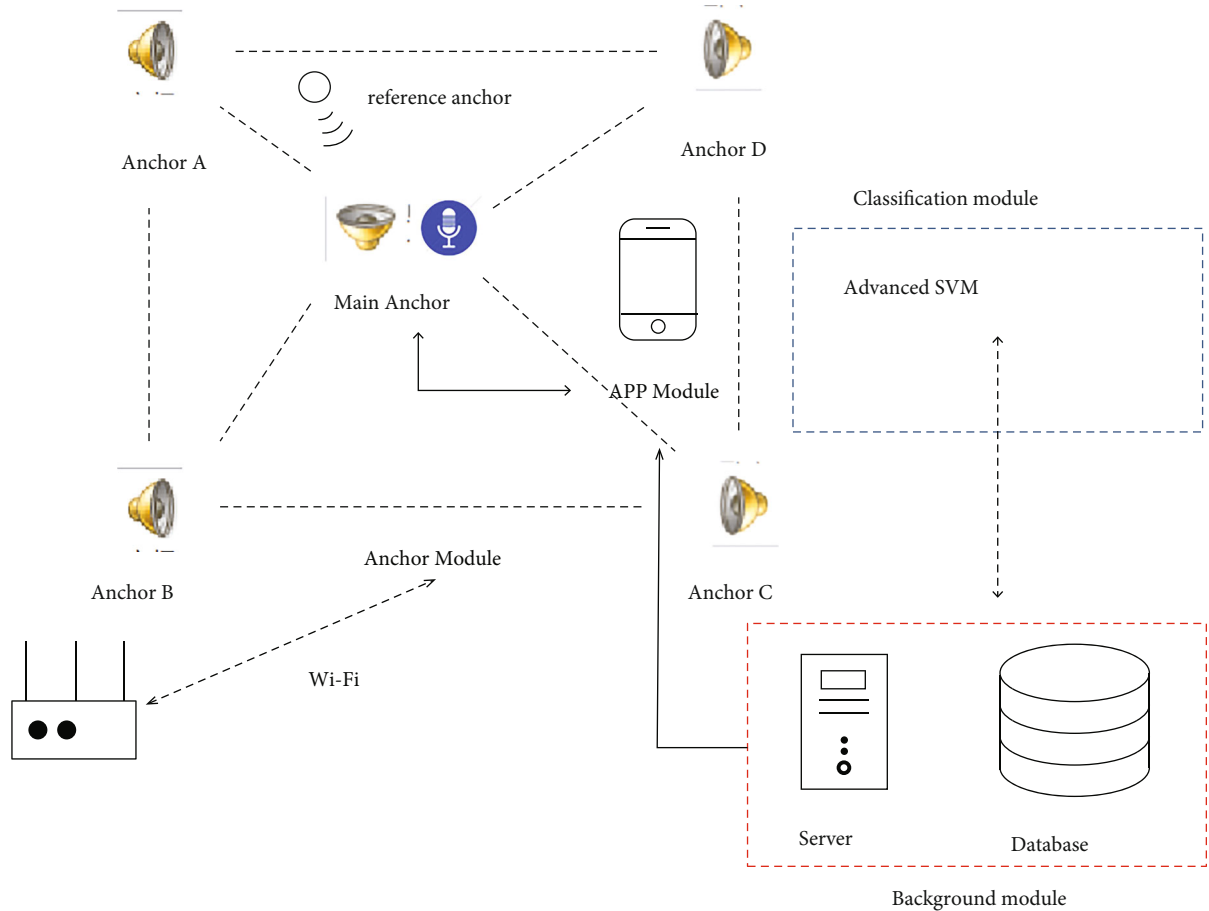 reference anchor
Anchor A
Anchor D
Classification module
Advanced SVM
Main Anchor
APP Module
Anchor Module
Anchor B
Anchor C
Wi-Fi
Server
Database
Background module